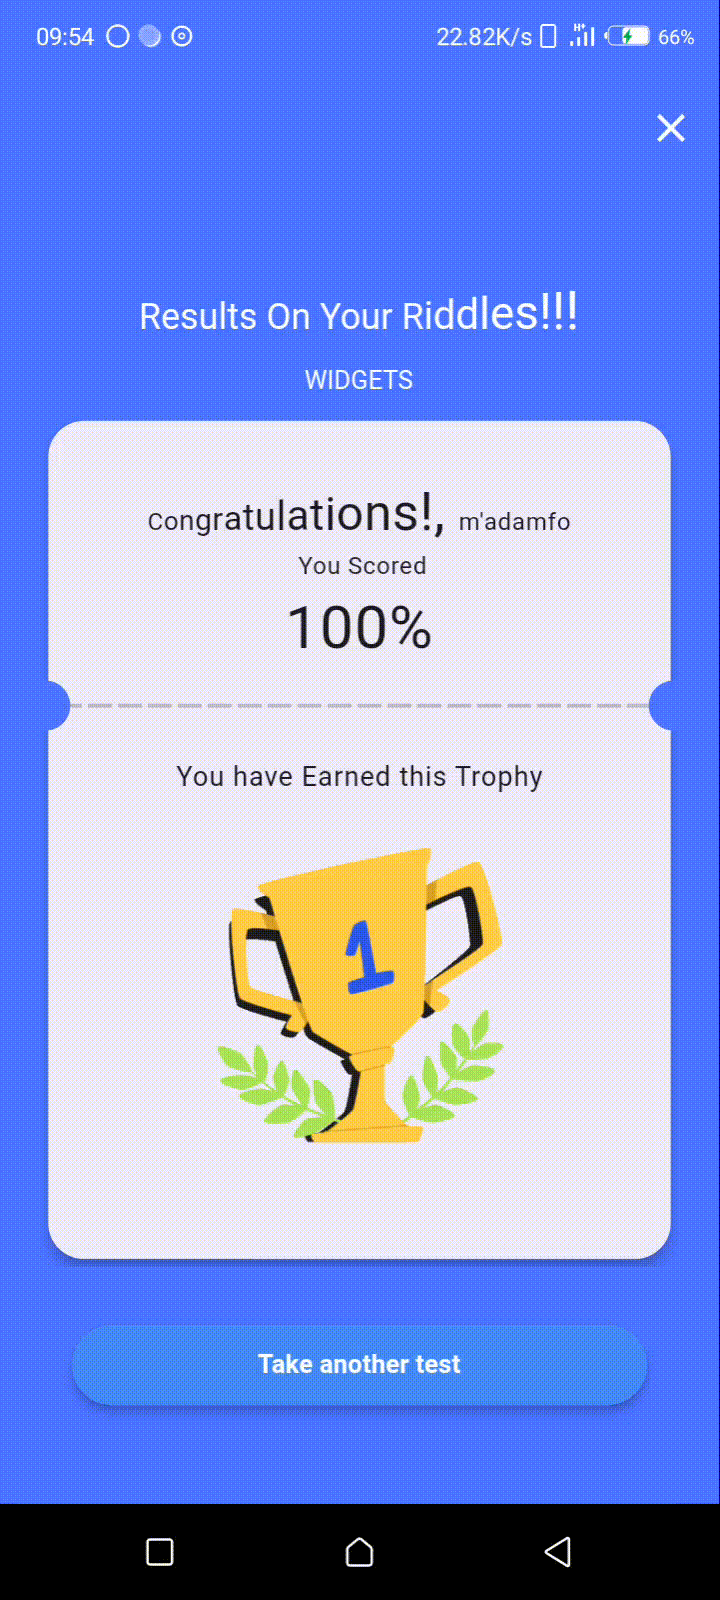 09:54 22.82K/s H+ 66%
Results On Your Riddles!!!
WIDGETS
Congratulations!, m'adamfo
You Scored
100%
You have Earned this Trophy
1
Take another test